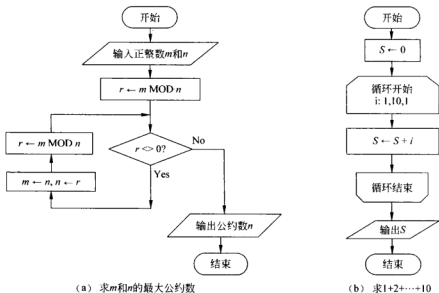 开始
输入正整数m和n
r ← m MOD n
r ← m MOD n
r <> 0?
No
Yes
m ← n, n ← r
输出公约数n
结束
(a) 求m和n的最大公约数
开始
S ← 0
循环开始
i: 1,10,1
S ← S + i
循环结束
输出S
结束
(b) 求1+2+···+10